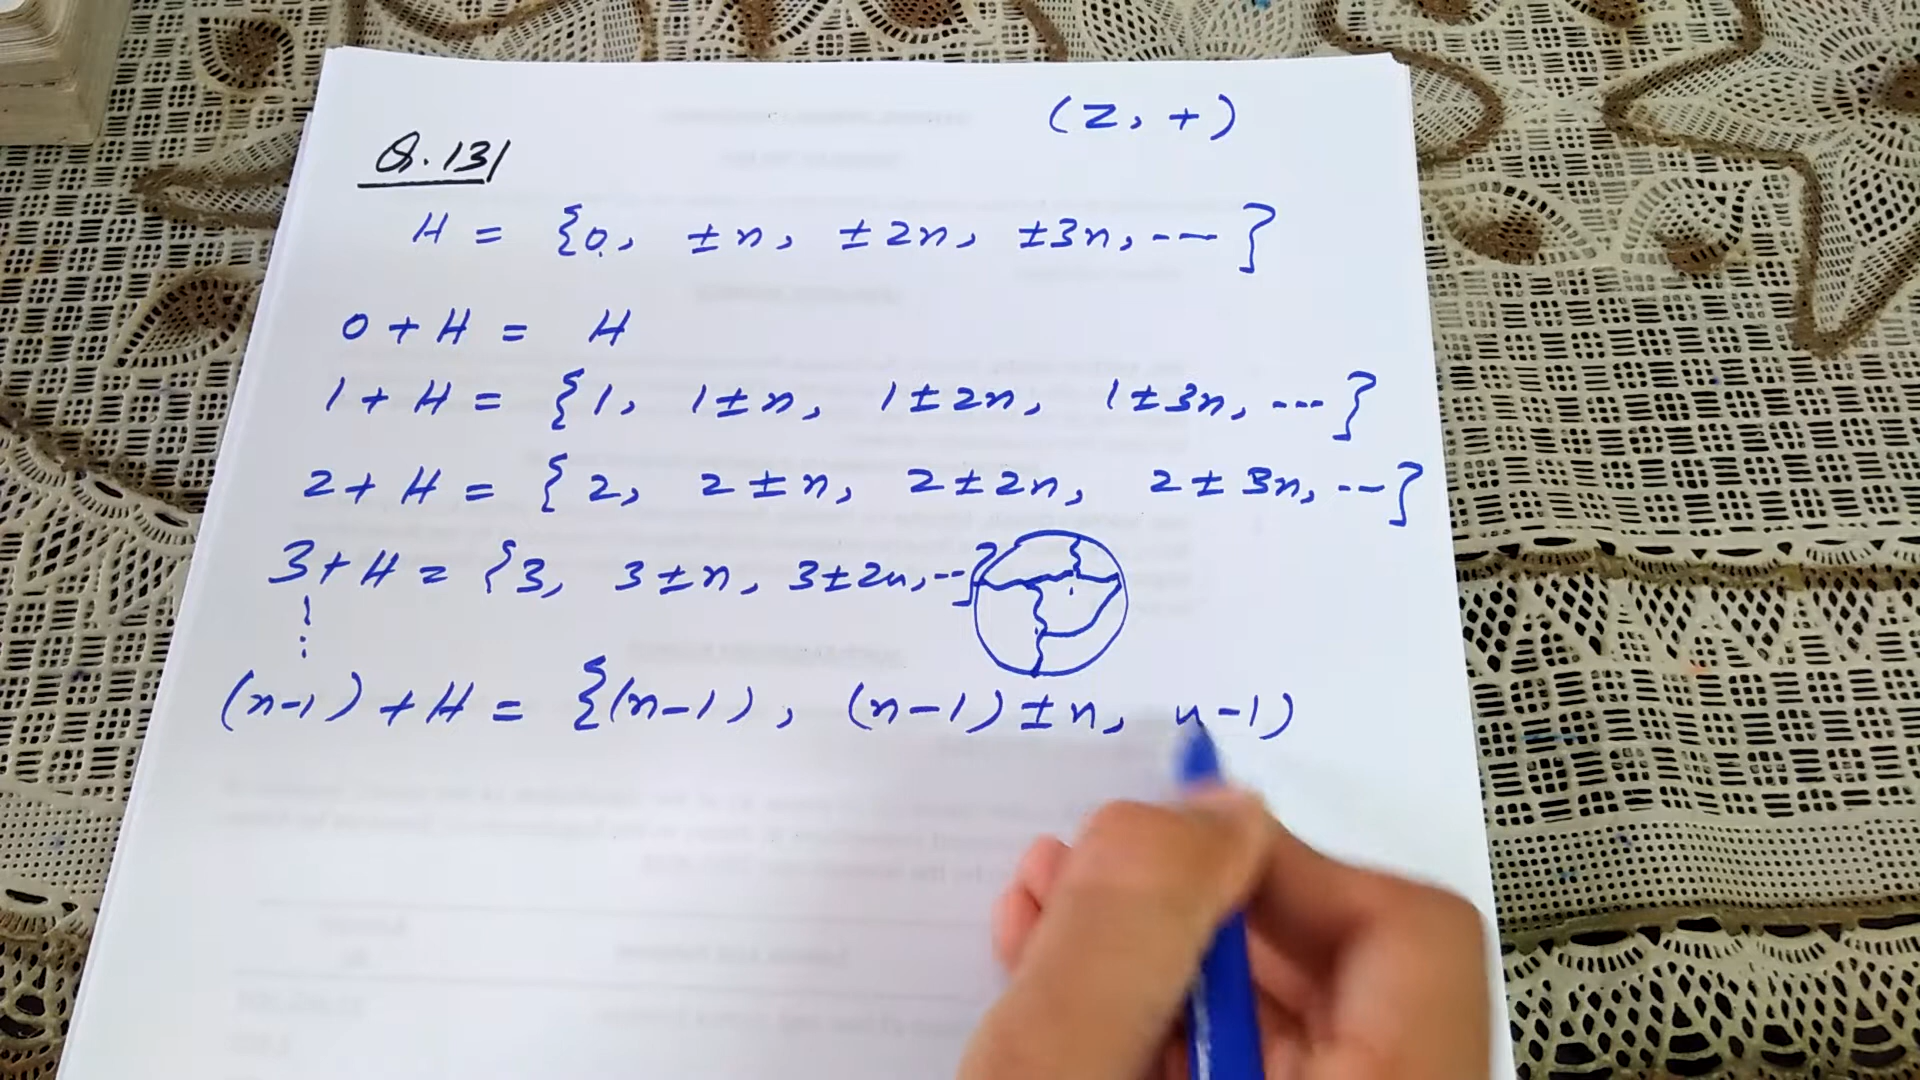 (Z, +)
Q. 131
H = {0, ±n, ±2n, ±3n, --- }
0 + H = H
1 + H = {1, 1±n, 1±2n, 1±3n, --- }
2 + H = {2, 2±n, 2±2n, 2±3n, --- }
3 + H = {3, 3±n, 3±2n, --- }
(n-1) + H = {(n-1), (n-1)±n, n-1)